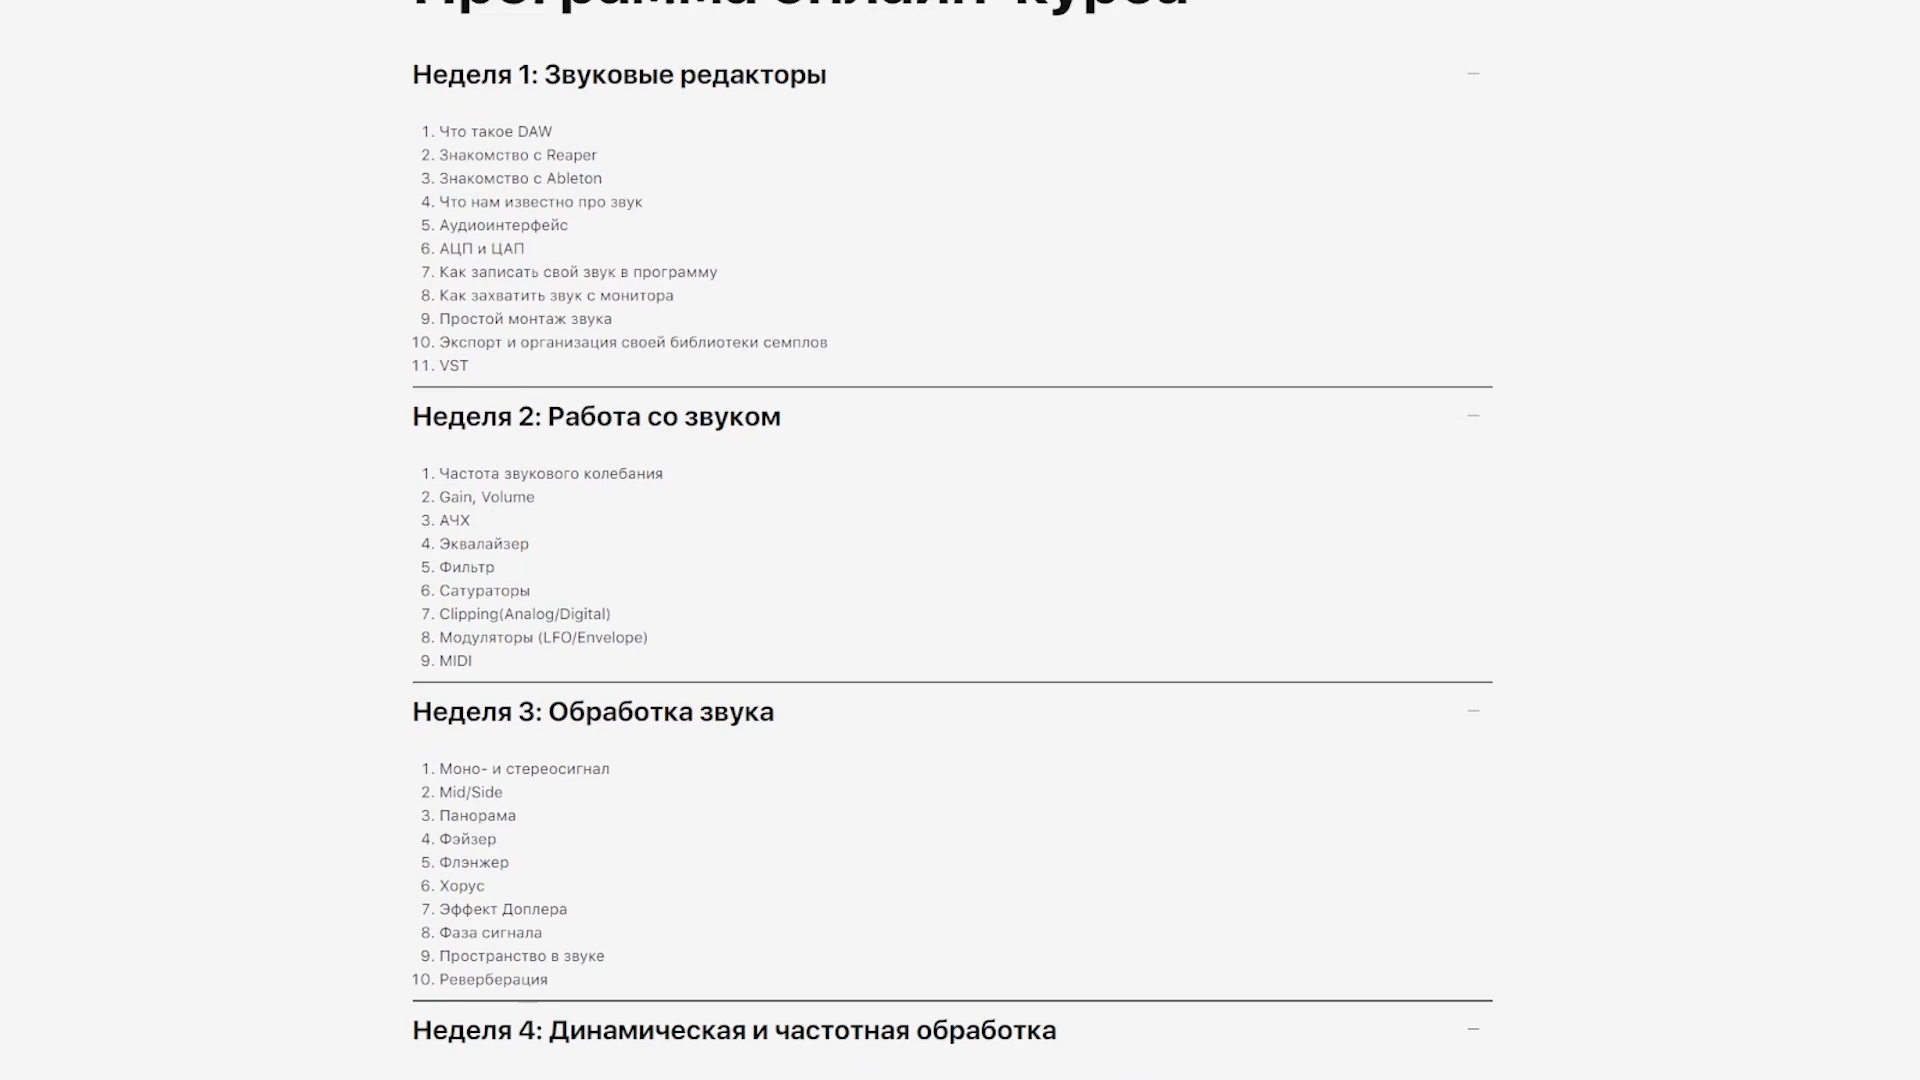 Программа онлайн-курса
Неделя 1: Звуковые редакторы
1. Что такое DAW
2. Знакомство с Reaper
3. Знакомство с Ableton
4. Что нам известно про звук
5. Аудиоинтерфейс
6. АЦП и ЦАП
7. Как записать свой звук в программу
8. Как захватить звук с монитора
9. Простой монтаж звука
10. Экспорт и организация своей библиотеки семплов
11. VST
Неделя 2: Работа со звуком
1. Частота звукового колебания
2. Gain, Volume
3. АЧХ
4. Эквалайзер
5. Фильтр
6. Сатураторы
7. Clipping(Analog/Digital)
8. Модуляторы (LFO/Envelope)
9. MIDI
Неделя 3: Обработка звука
1. Моно- и стереосигнал
2. Mid/Side
3. Панорама
4. Фэйзер
5. Флэнжер
6. Хорус
7. Эффект Доплера
8. Фаза сигнала
9. Пространство в звуке
10. Реверберация
Неделя 4: Динамическая и частотная обработка